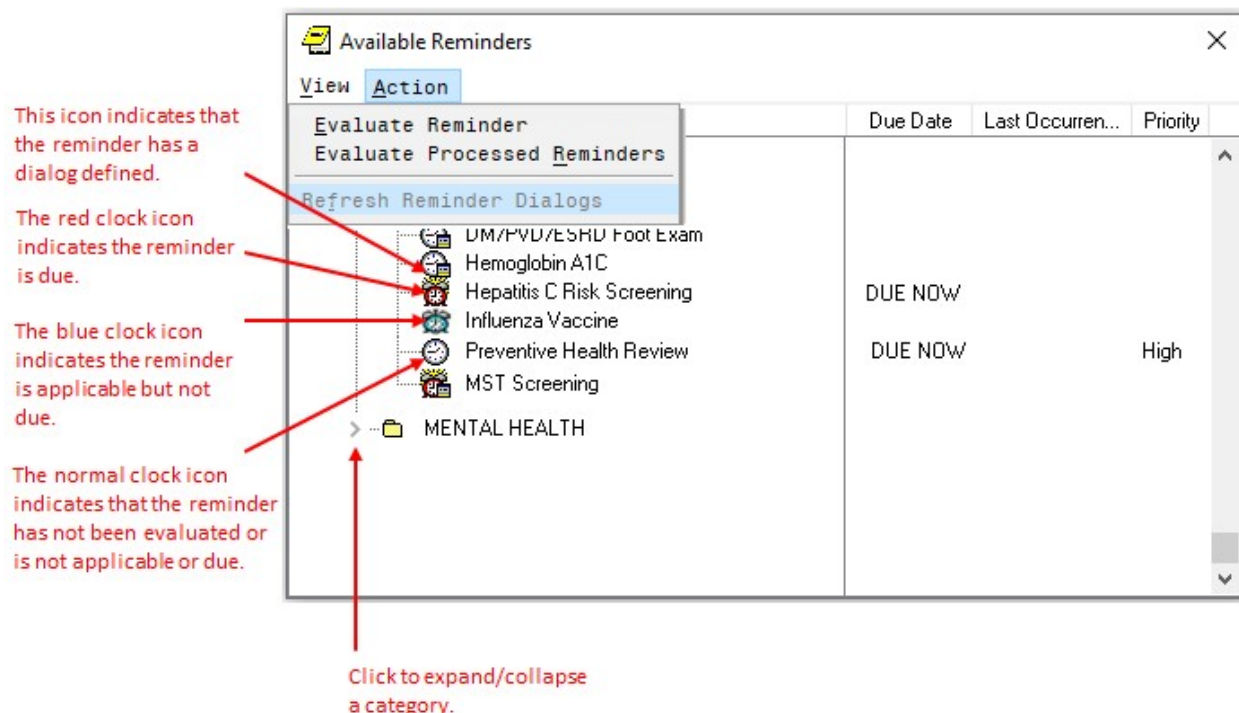 Available Reminders
View Action
Evaluate Reminder
Evaluate Processed Reminders
Refresh Reminder Dialogs
Due Date Last Occurren... Priority
DM/PVD/ESRD Foot Exam
Hemoglobin A1C
Hepatitis C Risk Screening DUE NOW
Influenza Vaccine
Preventive Health Review DUE NOW High
MST Screening
MENTAL HEALTH
This icon indicates that
the reminder has a
dialog defined.
The red clock icon
indicates the reminder
is due.
The blue clock icon
indicates the reminder
is applicable but not
due.
The normal clock icon
indicates that the reminder
has not been evaluated or
is not applicable or due.
Click to expand/collapse
a category.